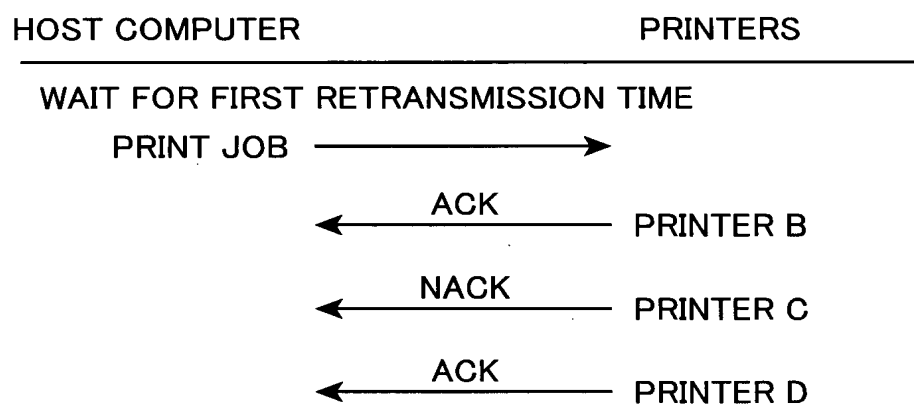 HOST COMPUTER PRINTERS
WAIT FOR FIRST RETRANSMISSION TIME
PRINT JOB
ACK
PRINTER B
NACK
PRINTER C
ACK
PRINTER D